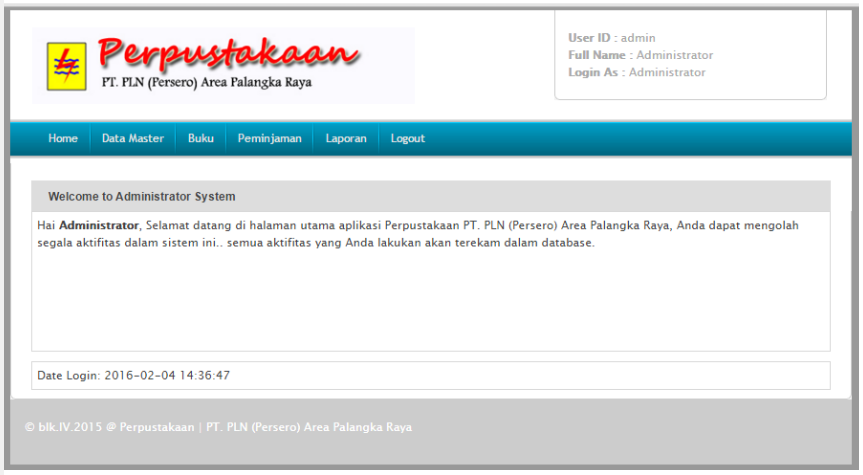 Perpustakaan
PT. PLN (Persero) Area Palangka Raya
User ID : admin
Full Name : Administrator
Login As : Administrator
Home Data Master Buku Peminjaman Laporan Logout
Welcome to Administrator System
Hai Administrator, Selamat datang di halaman utama aplikasi Perpustakaan PT. PLN (Persero) Area Palangka Raya, Anda dapat mengolah
segala aktifitas dalam sistem ini.. semua aktifitas yang Anda lakukan akan terekam dalam database.
Date Login: 2016-02-04 14:36:47
© blk.IV.2015 @ Perpustakaan | PT. PLN (Persero) Area Palangka Raya